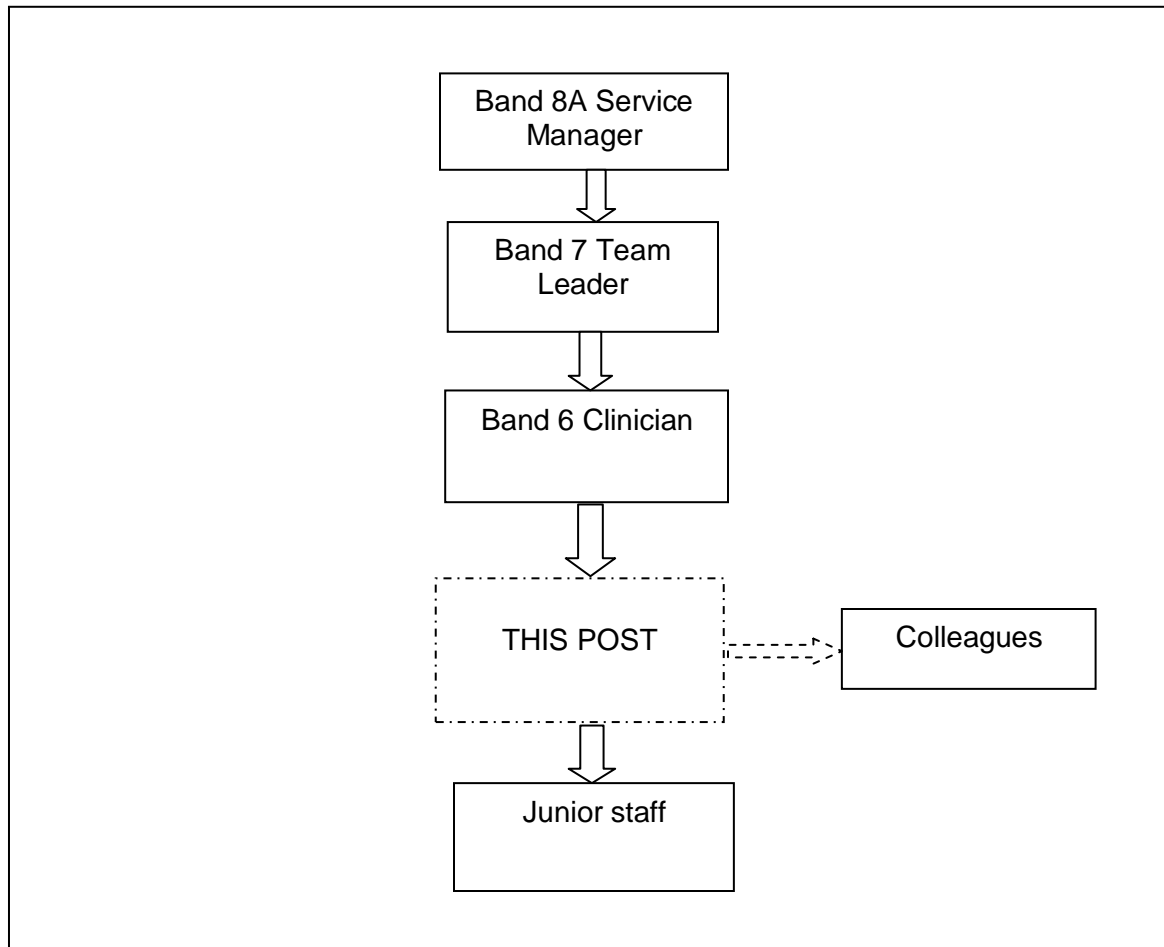 Band 8A Service
Manager
Band 7 Team
Leader
Band 6 Clinician
THIS POST
Colleagues
Junior staff